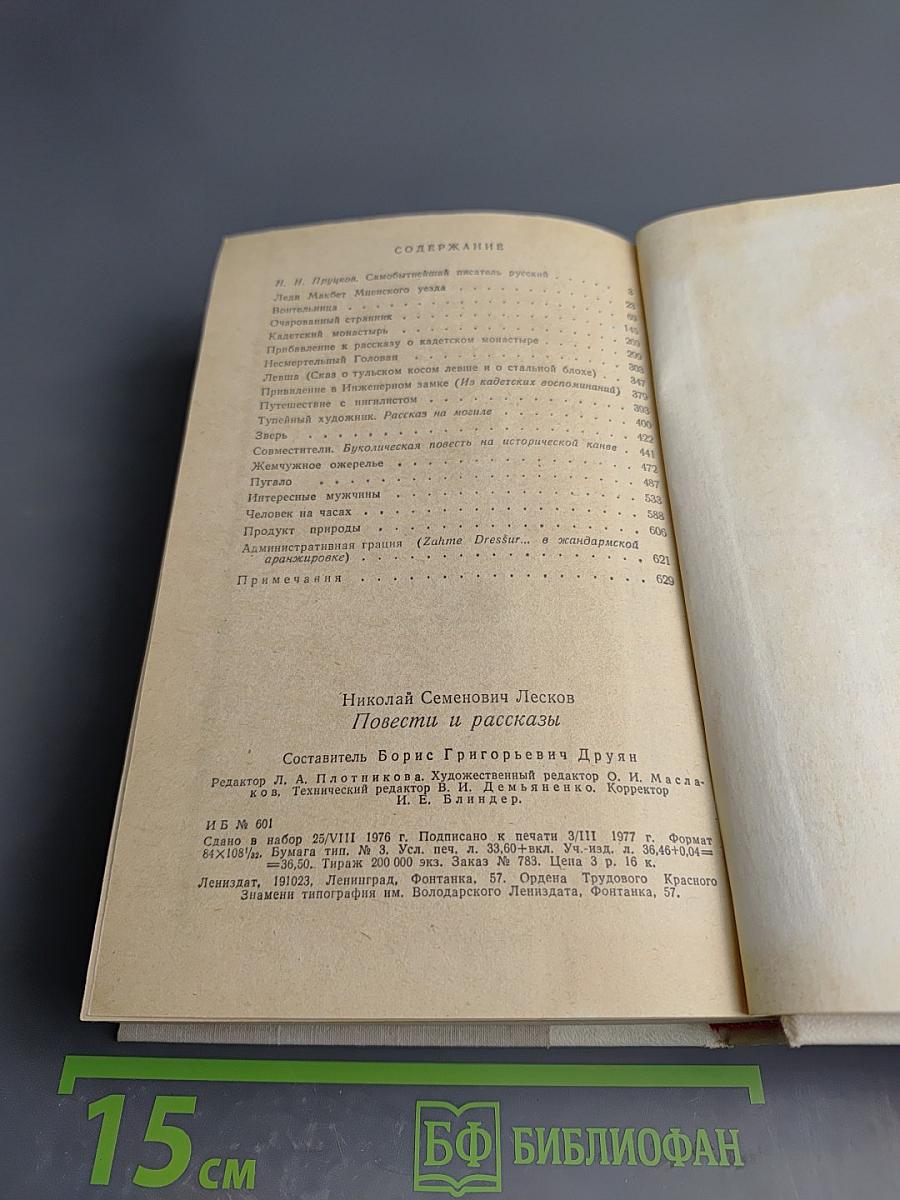 СОДЕРЖАНИЕ
Н. И. Пруцков. Самобытнейший писатель русский . . . 3
Леди Макбет Мценского уезда . . . . . . . 23
Воительница . . . . . . . . . . . 69
Очарованный странник . . . . . . . . . 145
Кадетский монастырь . . . . . . . . . 269
Прибавление к рассказу о кадетском монастыре . . . . 299
Несмертельный Голован . . . . . . . . . 303
Левша (Сказ о тульском косом левше и о стальной блохе) . . 347
Привидение в Инженерном замке (Из кадетских воспоминаний) 379
Путешествие с нигилистом . . . . . . . . 393
Тупейный художник. Рассказ на могиле . . . . . . 400
Зверь . . . . . . . . . . . . . 422
Совместители. Буколическая повесть на исторической канве . 441
Жемчужное ожерелье . . . . . . . . . . 472
Пугало . . . . . . . . . . . . . 487
Интересные мужчины . . . . . . . . . . 533
Человек на часах . . . . . . . . . . . 588
Продукт природы . . . . . . . . . . . 606
Административная грация (Zahme Dressur... в жандармской
аранжировке) . . . . . . . . . . . . 621
Примечания . . . . . . . . . . . . 629
Николай Семенович Лесков
Повести и рассказы
Составитель Борис Григорьевич Друян
Редактор Л. А. Плотникова. Художественный редактор О. И. Масла-
ков. Технический редактор В. И. Демьяненко. Корректор
И. Е. Блиндер.
ИБ № 601
Сдано в набор 25/VIII 1976 г. Подписано к печати 3/III 1977 г. Формат
84×108¹/₃₂. Бумага тип. № 3. Усл. печ. л. 33,60+вкл. Уч.-изд. л. 36,46+0,04=
=36,50. Тираж 200 000 экз. Заказ № 783. Цена 3 р. 16 к.
Лениздат, 191023, Ленинград, Фонтанка, 57. Ордена Трудового Красного
Знамени типография им. Володарского Лениздата, Фонтанка, 57.
15 см
БФ БИБЛИОФАН